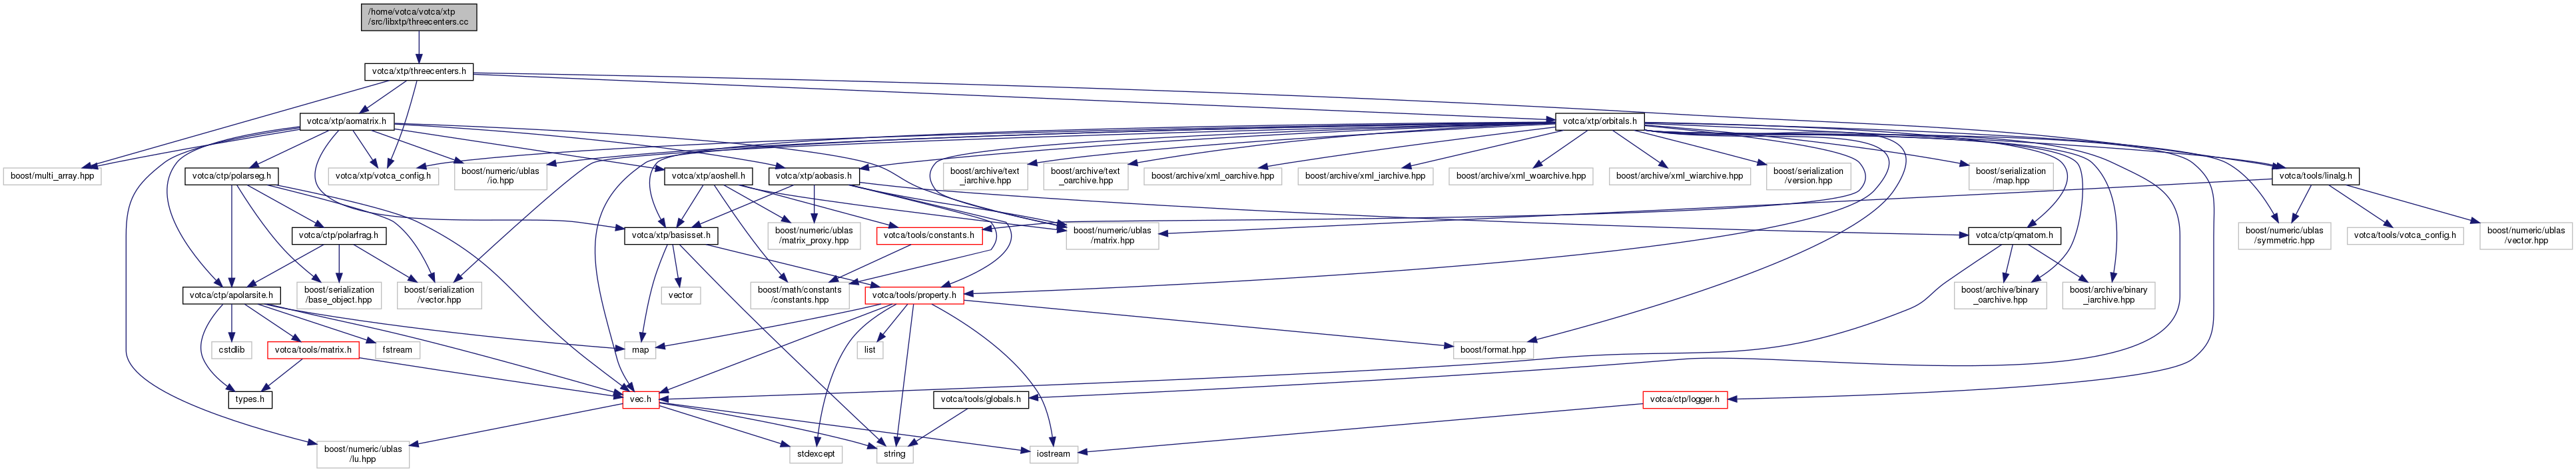 /home/votca/votca/xtp
/src/libxtp/threecenters.cc
votca/xtp/threecenters.h
votca/xtp/aomatrix.h
votca/xtp/orbitals.h
boost/multi_array.hpp
votca/ctp/polarseg.h
votca/xtp/votca_config.h
boost/numeric/ublas
/io.hpp
votca/xtp/aoshell.h
votca/xtp/aobasis.h
boost/archive/text
_iarchive.hpp
boost/archive/text
_oarchive.hpp
boost/archive/xml_oarchive.hpp
boost/archive/xml_iarchive.hpp
boost/archive/xml_woarchive.hpp
boost/archive/xml_wiarchive.hpp
boost/serialization
/version.hpp
boost/serialization
/map.hpp
votca/tools/linalg.h
votca/ctp/polarfrag.h
votca/xtp/basisset.h
boost/numeric/ublas
/matrix_proxy.hpp
votca/tools/constants.h
boost/numeric/ublas
/matrix.hpp
votca/ctp/qmatom.h
boost/numeric/ublas
/symmetric.hpp
votca/tools/votca_config.h
boost/numeric/ublas
/vector.hpp
votca/ctp/apolarsite.h
boost/serialization
/base_object.hpp
boost/serialization
/vector.hpp
vector
boost/math/constants
/constants.hpp
votca/tools/property.h
boost/archive/binary
_oarchive.hpp
boost/archive/binary
_iarchive.hpp
cstdlib
votca/tools/matrix.h
fstream
map
list
boost/format.hpp
types.h
vec.h
votca/tools/globals.h
votca/ctp/logger.h
boost/numeric/ublas
/lu.hpp
stdexcept
string
iostream